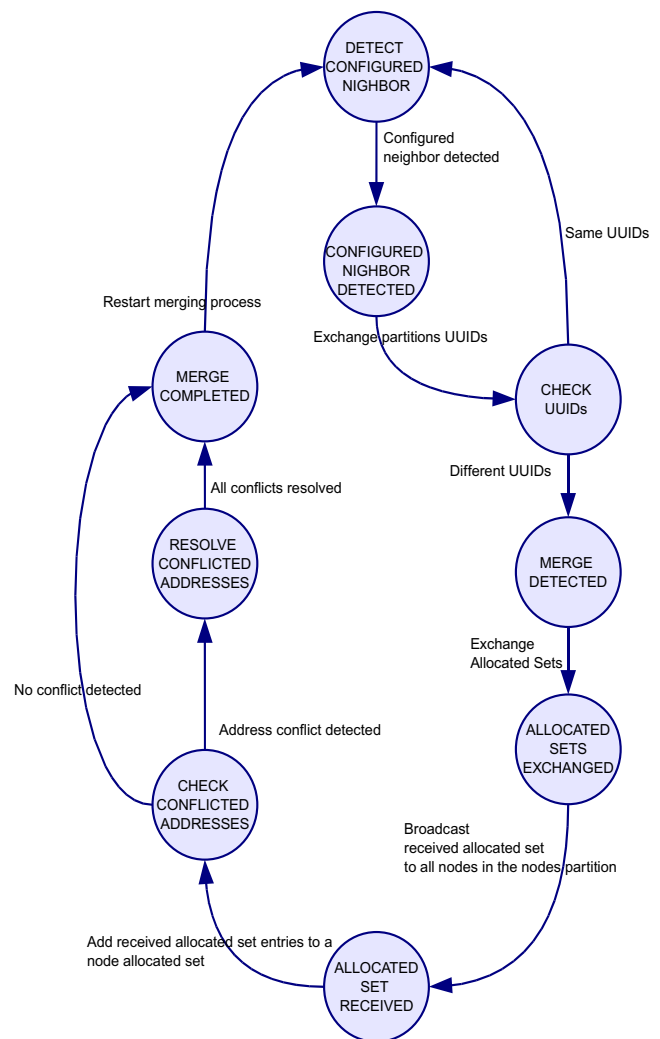 DETECT
CONFIGURED
NIGHBOR
Configured
neighbor detected
CONFIGURED
NIGHBOR
DETECTED
Same UUIDs
Restart merging process
Exchange partitions UUIDs
MERGE
COMPLETED
CHECK
UUIDs
Different UUIDs
All conflicts resolved
RESOLVE
CONFLICTED
ADDRESSES
MERGE
DETECTED
Exchange
Allocated Sets
No conflict detected
Address conflict detected
ALLOCATED
SETS
EXCHANGED
CHECK
CONFLICTED
ADDRESSES
Broadcast
received allocated set
to all nodes in the nodes partition
Add received allocated set entries to a
node allocated set
ALLOCATED
SET
RECEIVED